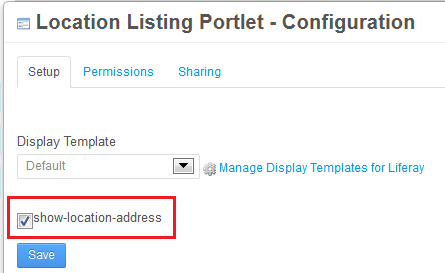 Location Listing Portlet - Configuration
Setup Permissions Sharing
Display Template
Default Manage Display Templates for Liferay
show-location-address
Save